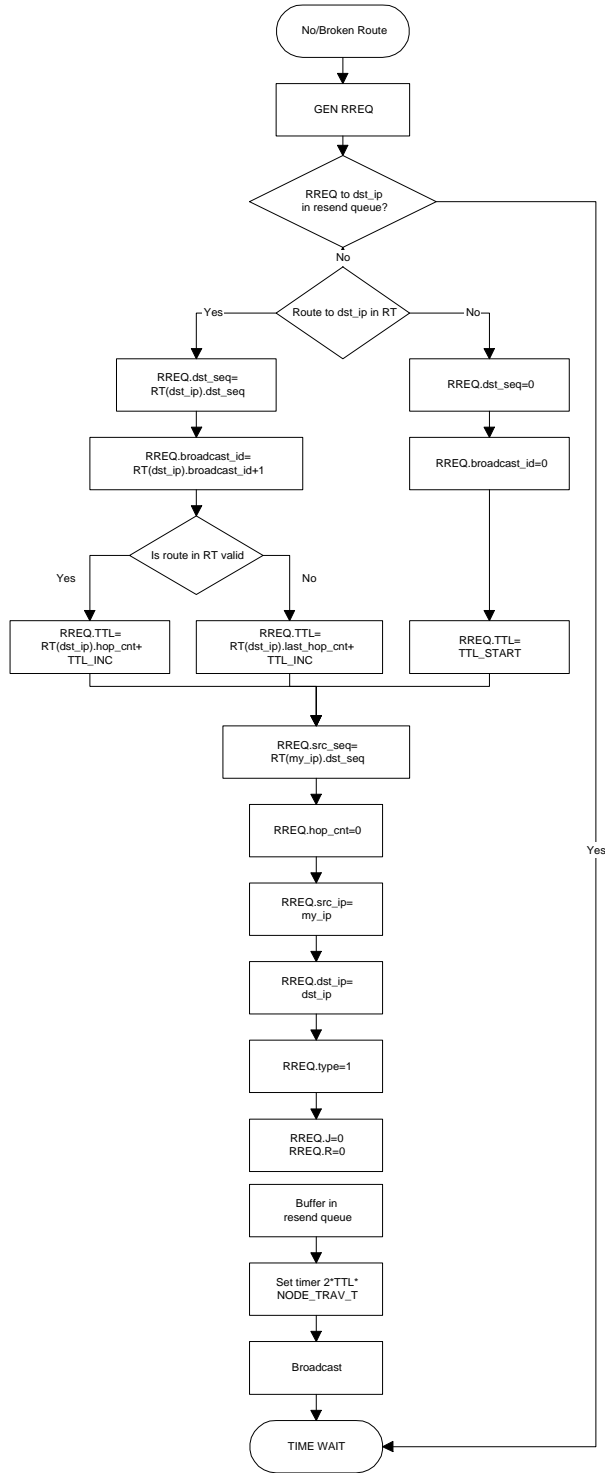 No/Broken Route
GEN RREQ
RREQ to dst_ip
in resend queue?
No
Route to dst_ip in RT
Yes
No
RREQ.dst_seq=
RT(dst_ip).dst_seq
RREQ.dst_seq=0
RREQ.broadcast_id=
RT(dst_ip).broadcast_id+1
RREQ.broadcast_id=0
Is route in RT valid
Yes
No
RREQ.TTL=
RT(dst_ip).hop_cnt+
TTL_INC
RREQ.TTL=
RT(dst_ip).last_hop_cnt+
TTL_INC
RREQ.TTL=
TTL_START
RREQ.src_seq=
RT(my_ip).dst_seq
RREQ.hop_cnt=0
Yes
RREQ.src_ip=
my_ip
RREQ.dst_ip=
dst_ip
RREQ.type=1
RREQ.J=0
RREQ.R=0
Buffer in
resend queue
Set timer 2*TTL*
NODE_TRAV_T
Broadcast
TIME WAIT